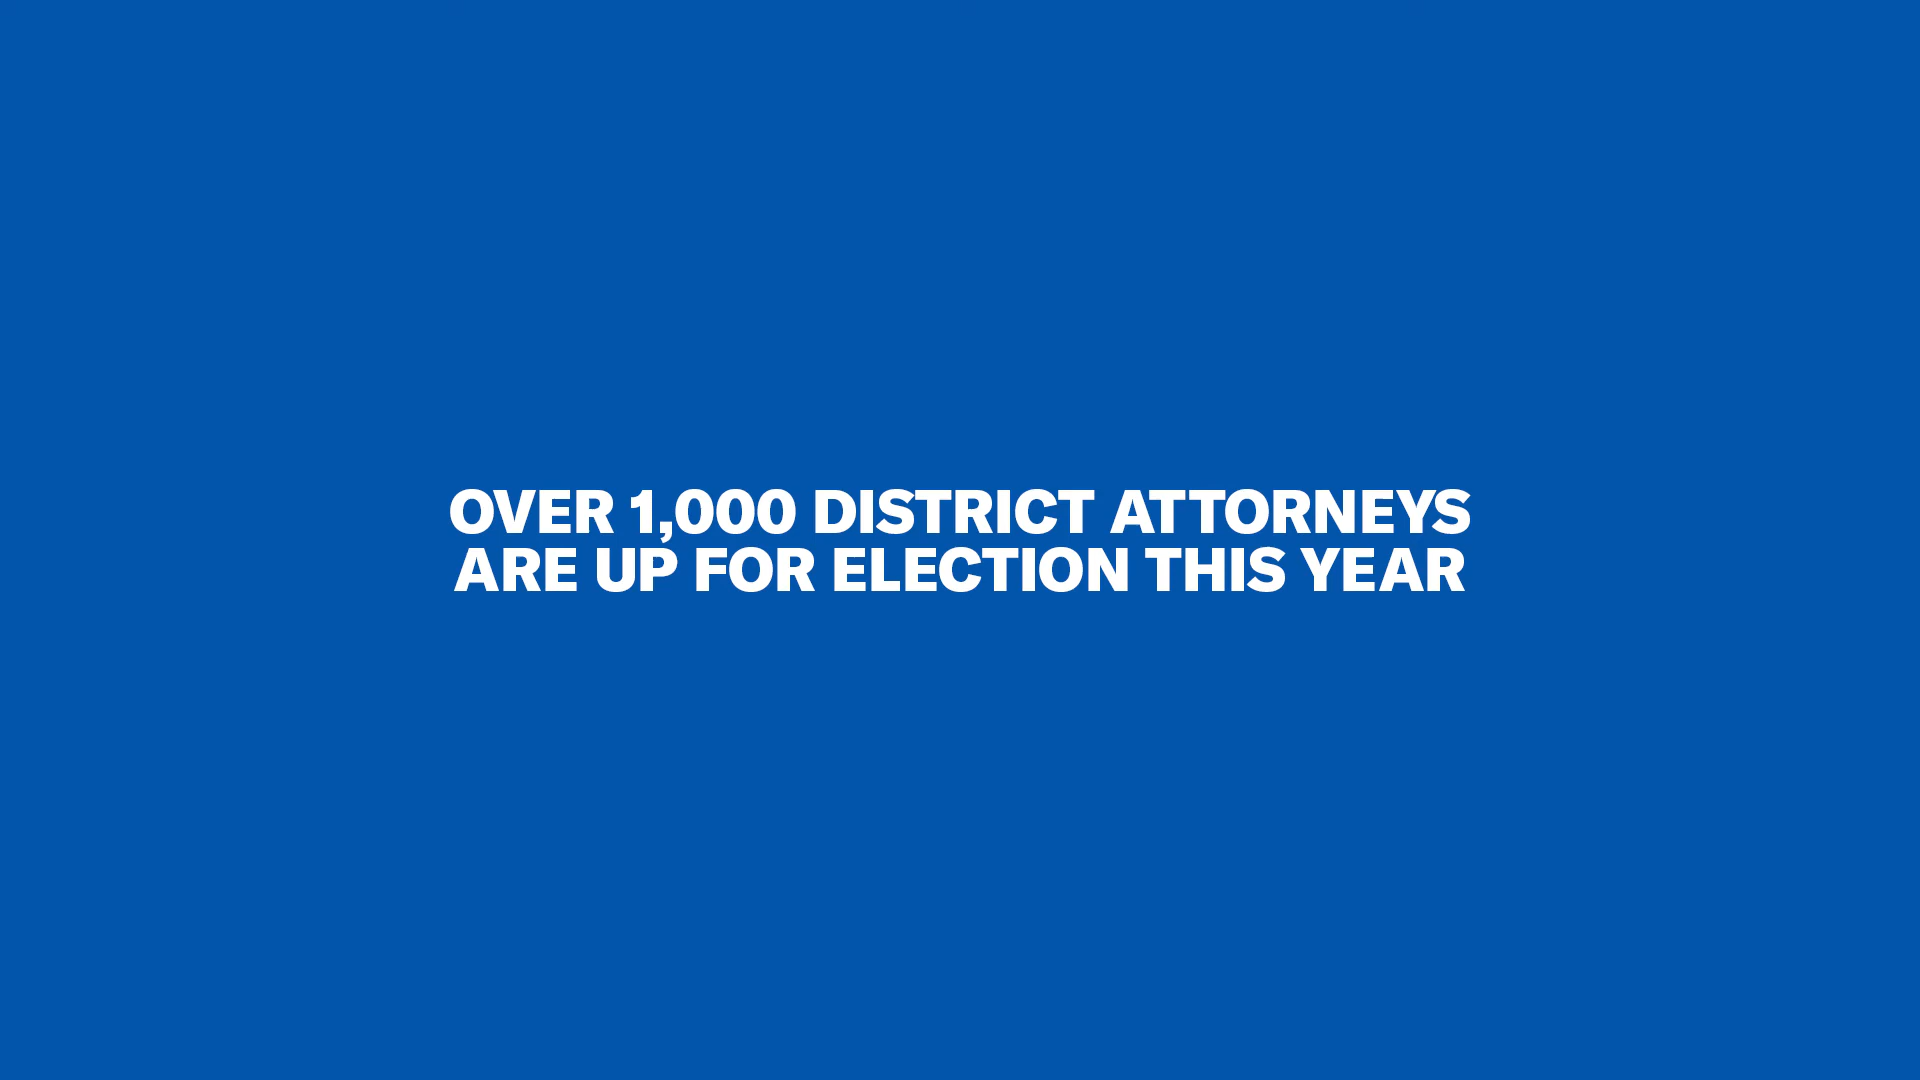 OVER 1,000 DISTRICT ATTORNEYS
ARE UP FOR ELECTION THIS YEAR